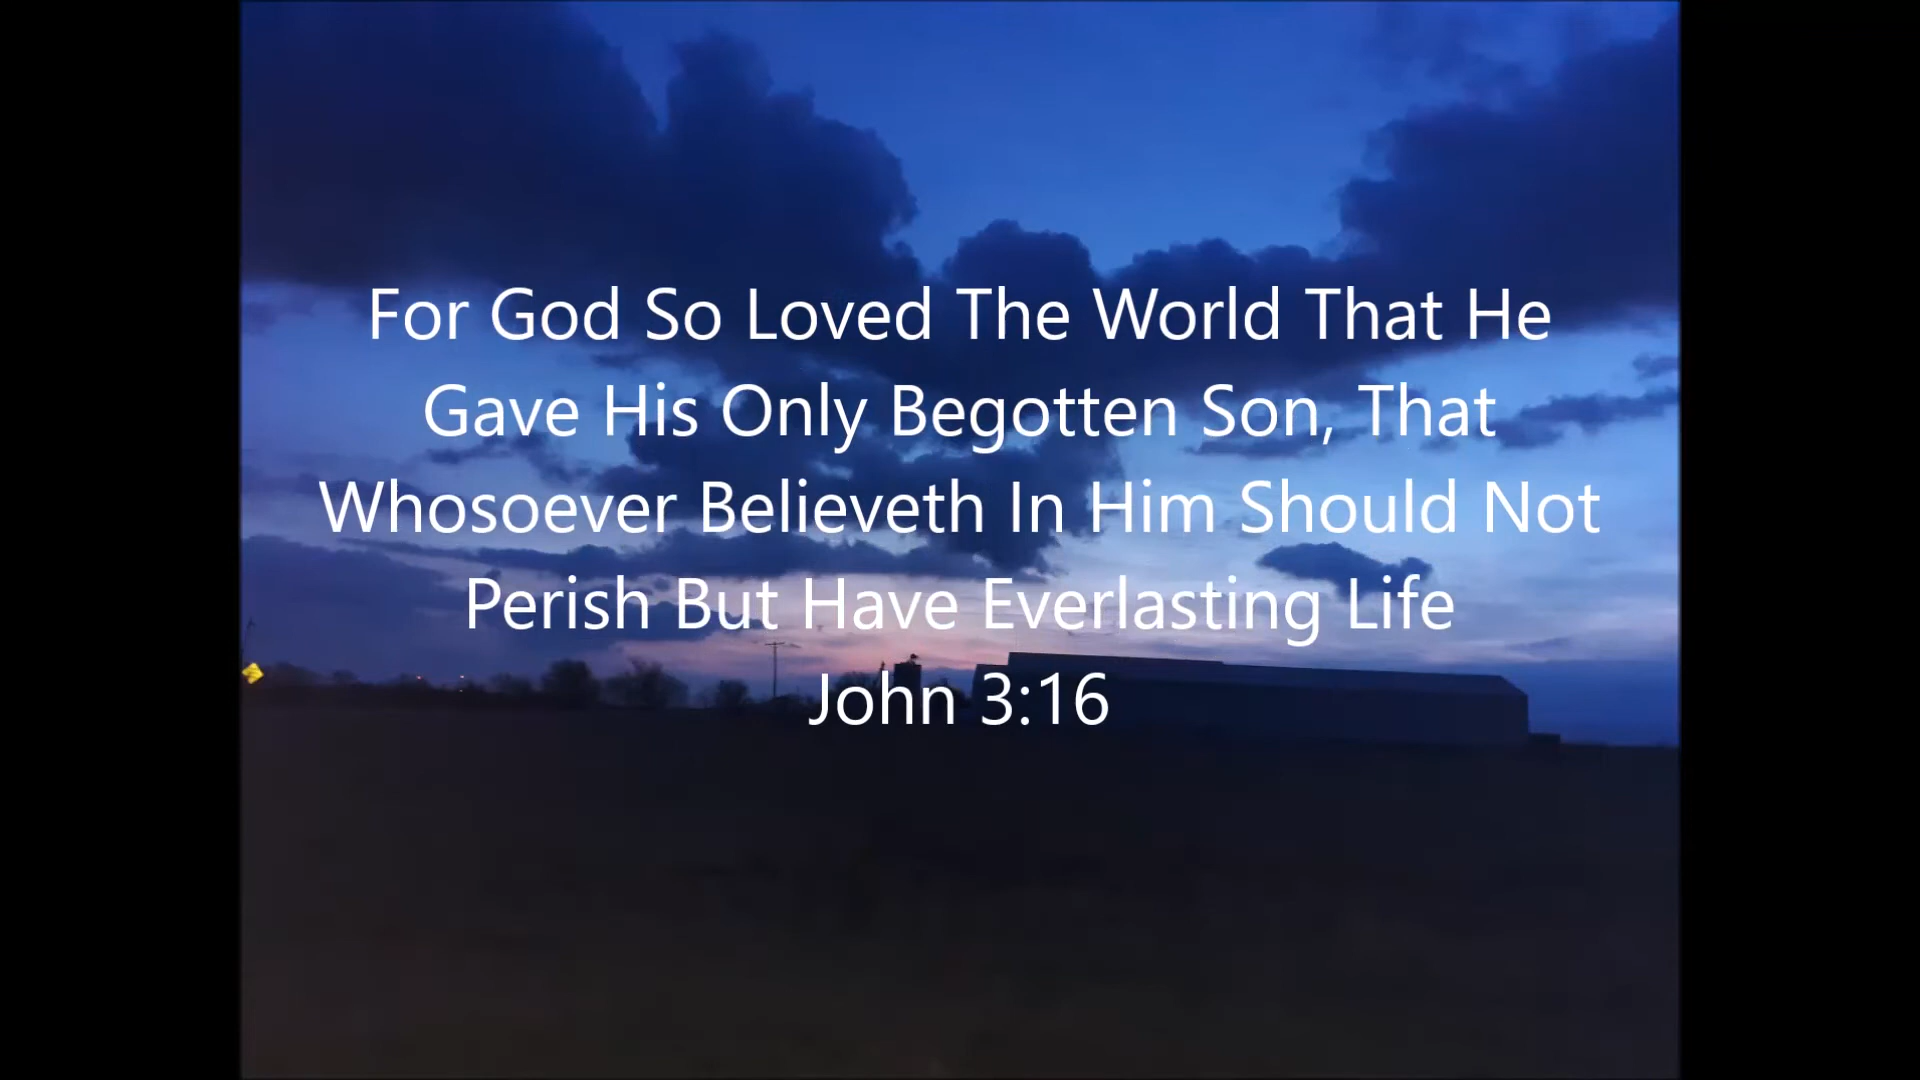 For God So Loved The World That He
Gave His Only Begotten Son, That
Whosoever Believeth In Him Should Not
Perish But Have Everlasting Life
John 3:16